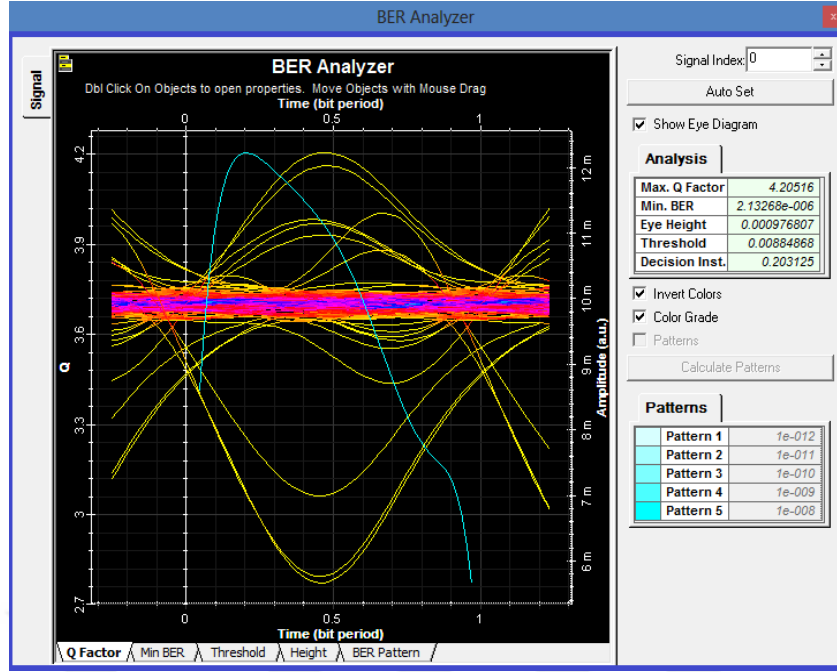 BER Analyzer
x
Signal
BER Analyzer
Dbl Click On Objects to open properties. Move Objects with Mouse Drag
Time (bit period)
0 0.5 1
4.2
3.9
3.6
3.3
3
2.7
Q
12 m
11 m
10 m
9 m
8 m
7 m
6 m
Amplitude (a.u.)
0 0.5 1
Time (bit period)
Q Factor Min BER Threshold Height BER Pattern
Signal Index: 0
Auto Set
Show Eye Diagram
Analysis
Max. Q Factor 4.20516
Min. BER 2.13268e-006
Eye Height 0.000976807
Threshold 0.00884868
Decision Inst. 0.203125
Invert Colors
Color Grade
Patterns
Calculate Patterns
Patterns
Pattern 1 1e-012
Pattern 2 1e-011
Pattern 3 1e-010
Pattern 4 1e-009
Pattern 5 1e-008